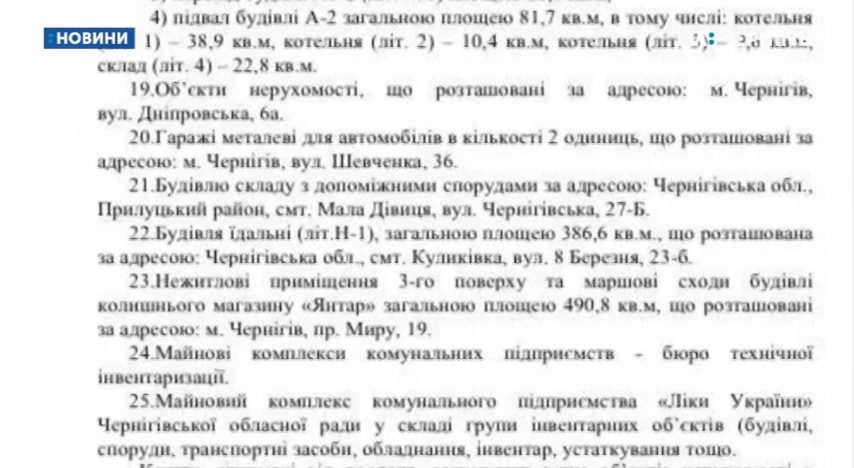 4) підвал будівлі А-2 загальною площею 81,7 кв.м, в тому числі: котельня
НОВИНИ
1) – 38,9 кв.м, котельня (літ. 2) – 10,4 кв.м, котельня (літ.
склад (літ. 4) – 22,8 кв.м.
19.Об’єкти нерухомості, що розташовані за адресою: м. Чернігів,
вул. Дніпровська, 6а.
20.Гаражі металеві для автомобілів в кількості 2 одиниць, що розташовані за
адресою: м. Чернігів, вул. Шевченка, 36.
21.Будівлю складу з допоміжними спорудами за адресою: Чернігівська обл.,
Прилуцький район, смт. Мала Дівиця, вул. Чернігівська, 27-Б.
22.Будівля їдальні (літ.Н-1), загальною площею 386,6 кв.м., що розташована
за адресою: Чернігівська обл., смт. Куликівка, вул. 8 Березня, 23-б.
23.Нежитлові приміщення 3-го поверху та маршові сходи будівлі
колишнього магазину «Янтар» загальною площею 490,8 кв.м, що розташовані
за адресою: м. Чернігів, пр. Миру, 19.
24.Майнові комплекси комунальних підприємств - бюро технічної
інвентаризації.
25.Майновий комплекс комунального підприємства «Ліки України»
Чернігівської обласної ради у складі групи інвентарних об’єктів (будівлі,
споруди, транспортні засоби, обладнання, інвентар, устаткування тощо.